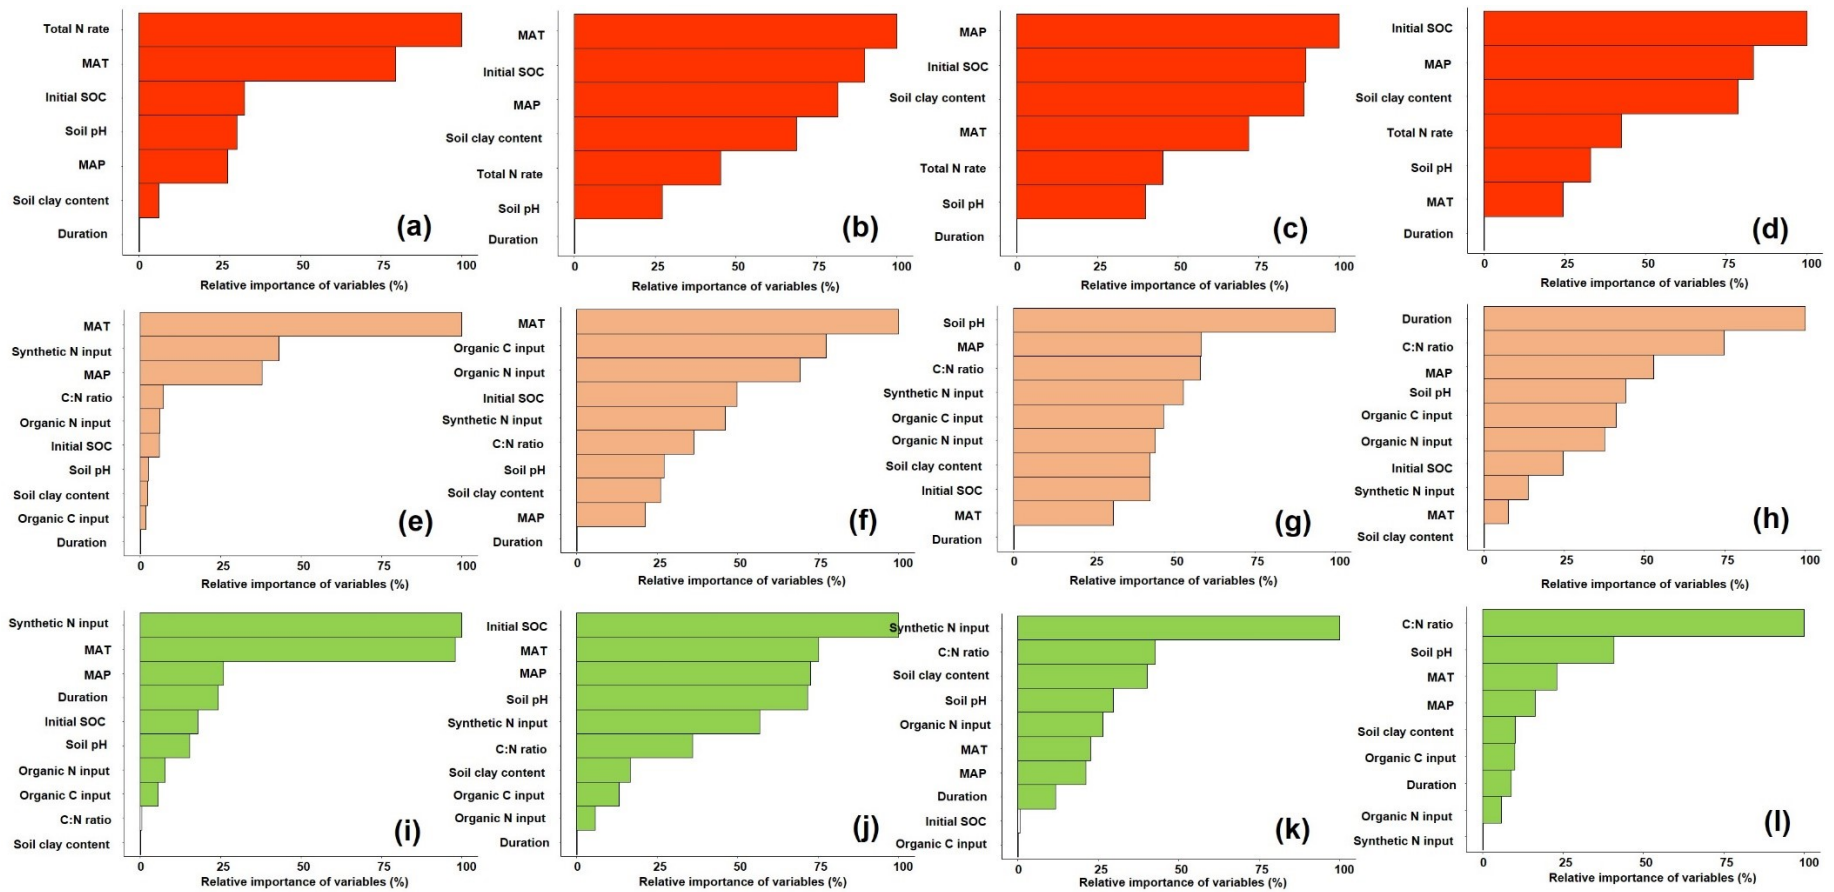 Total N rate
MAT
Initial SOC
Soil pH
MAP
Soil clay content
Duration
(a)
0 25 50 75 100
Relative importance of variables (%)
MAT
Initial SOC
MAP
Soil clay content
Total N rate
Soil pH
Duration
(b)
0 25 50 75 100
Relative importance of variables (%)
MAP
Initial SOC
Soil clay content
MAT
Total N rate
Soil pH
Duration
(c)
0 25 50 75 100
Relative importance of variables (%)
Initial SOC
MAP
Soil clay content
Total N rate
Soil pH
MAT
Duration
(d)
0 25 50 75 100
Relative importance of variables (%)
MAT
Synthetic N input
MAP
C:N ratio
Organic N input
Initial SOC
Soil pH
Soil clay content
Organic C input
Duration
(e)
0 25 50 75 100
Relative importance of variables (%)
MAT
Organic C input
Organic N input
Initial SOC
Synthetic N input
C:N ratio
Soil pH
Soil clay content
MAP
Duration
(f)
0 25 50 75 100
Relative importance of variables (%)
Soil pH
MAP
C:N ratio
Synthetic N input
Organic C input
Organic N input
Soil clay content
Initial SOC
MAT
Duration
(g)
0 25 50 75 100
Relative importance of variables (%)
Duration
C:N ratio
MAP
Soil pH
Organic C input
Organic N input
Initial SOC
Synthetic N input
MAT
Soil clay content
(h)
0 25 50 75 100
Relative importance of variables (%)
Synthetic N input
MAT
MAP
Duration
Initial SOC
Soil pH
Organic N input
Organic C input
C:N ratio
Soil clay content
(i)
0 25 50 75 100
Relative importance of variables (%)
Initial SOC
MAT
MAP
Soil pH
Synthetic N input
C:N ratio
Soil clay content
Organic C input
Organic N input
Duration
(j)
0 25 50 75 100
Relative importance of variables (%)
Synthetic N input
C:N ratio
Soil clay content
Soil pH
Organic N input
MAT
MAP
Duration
Initial SOC
Organic C input
(k)
0 25 50 75 100
Relative importance of variables (%)
C:N ratio
Soil pH
MAT
MAP
Soil clay content
Organic C input
Duration
Organic N input
Synthetic N input
(l)
0 25 50 75 100
Relative importance of variables (%)